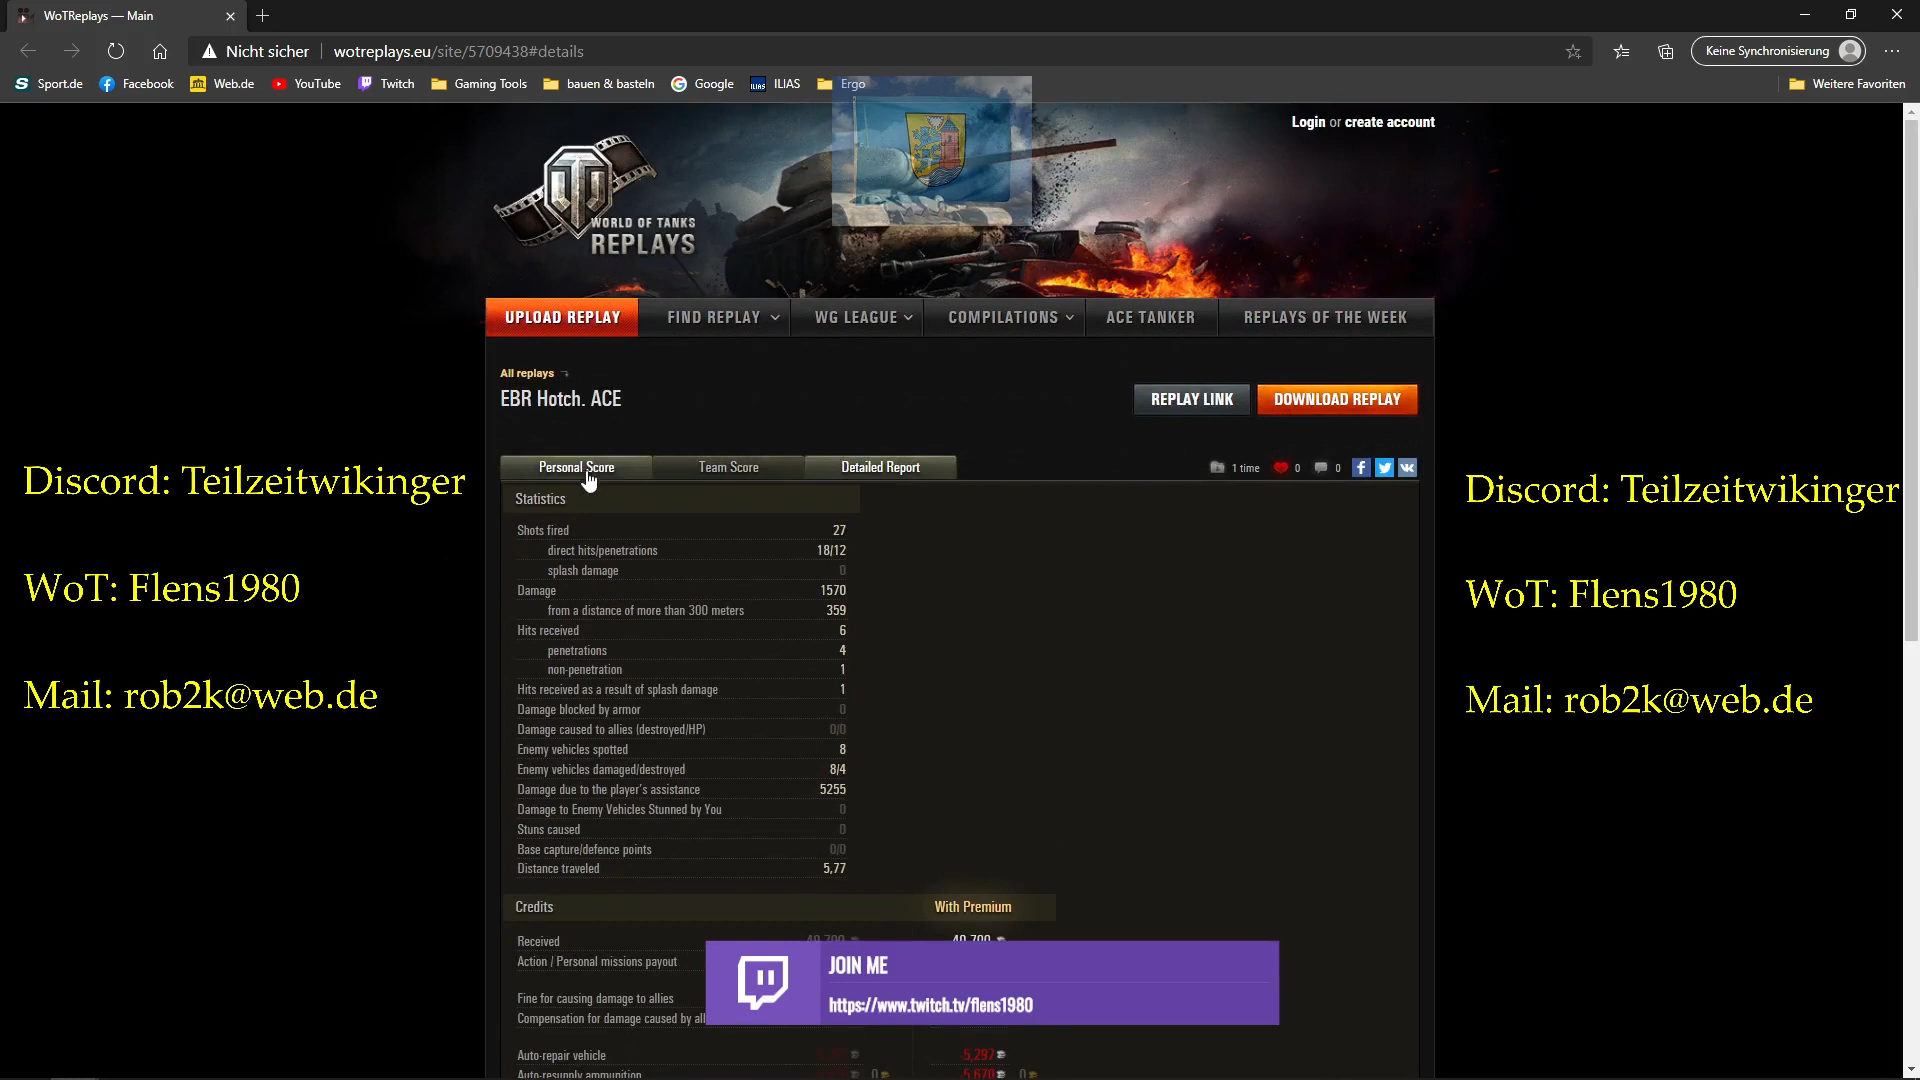 WoTReplays — Main
Nicht sicher
wotreplays.eu/site/5709438#details
Keine Synchronisierung
Sport.de
Facebook
Web.de
YouTube
Twitch
Gaming Tools
bauen & basteln
Google
ILIAS
Ergo
Weitere Favoriten
Login or create account
WORLD OF TANKS
REPLAYS
UPLOAD REPLAY
FIND REPLAY
WG LEAGUE
COMPILATIONS
ACE TANKER
REPLAYS OF THE WEEK
All replays
EBR Hotch. ACE
REPLAY LINK
DOWNLOAD REPLAY
Personal Score
Team Score
Detailed Report
1 time
0
0
Statistics
Shots fired 27
direct hits/penetrations 18/12
splash damage 0
Damage 1570
from a distance of more than 300 meters 359
Hits received 6
penetrations 4
non-penetration 1
Hits received as a result of splash damage 1
Damage blocked by armor 0
Damage caused to allies (destroyed/HP) 0/0
Enemy vehicles spotted 8
Enemy vehicles damaged/destroyed 8/4
Damage due to the player's assistance 5255
Damage to Enemy Vehicles Stunned by You 0
Stuns caused 0
Base capture/defence points 0/0
Distance traveled 5,77
Credits With Premium
Received
Action / Personal missions payout
Fine for causing damage to allies
Compensation for damage caused by all
Auto-repair vehicle -5,297
Auto-resupply ammunition 0 -5,670 0
JOIN ME
https://www.twitch.tv/flens1980
Discord: Teilzeitwikinger
WoT: Flens1980
Mail: rob2k@web.de
Discord: Teilzeitwikinger
WoT: Flens1980
Mail: rob2k@web.de